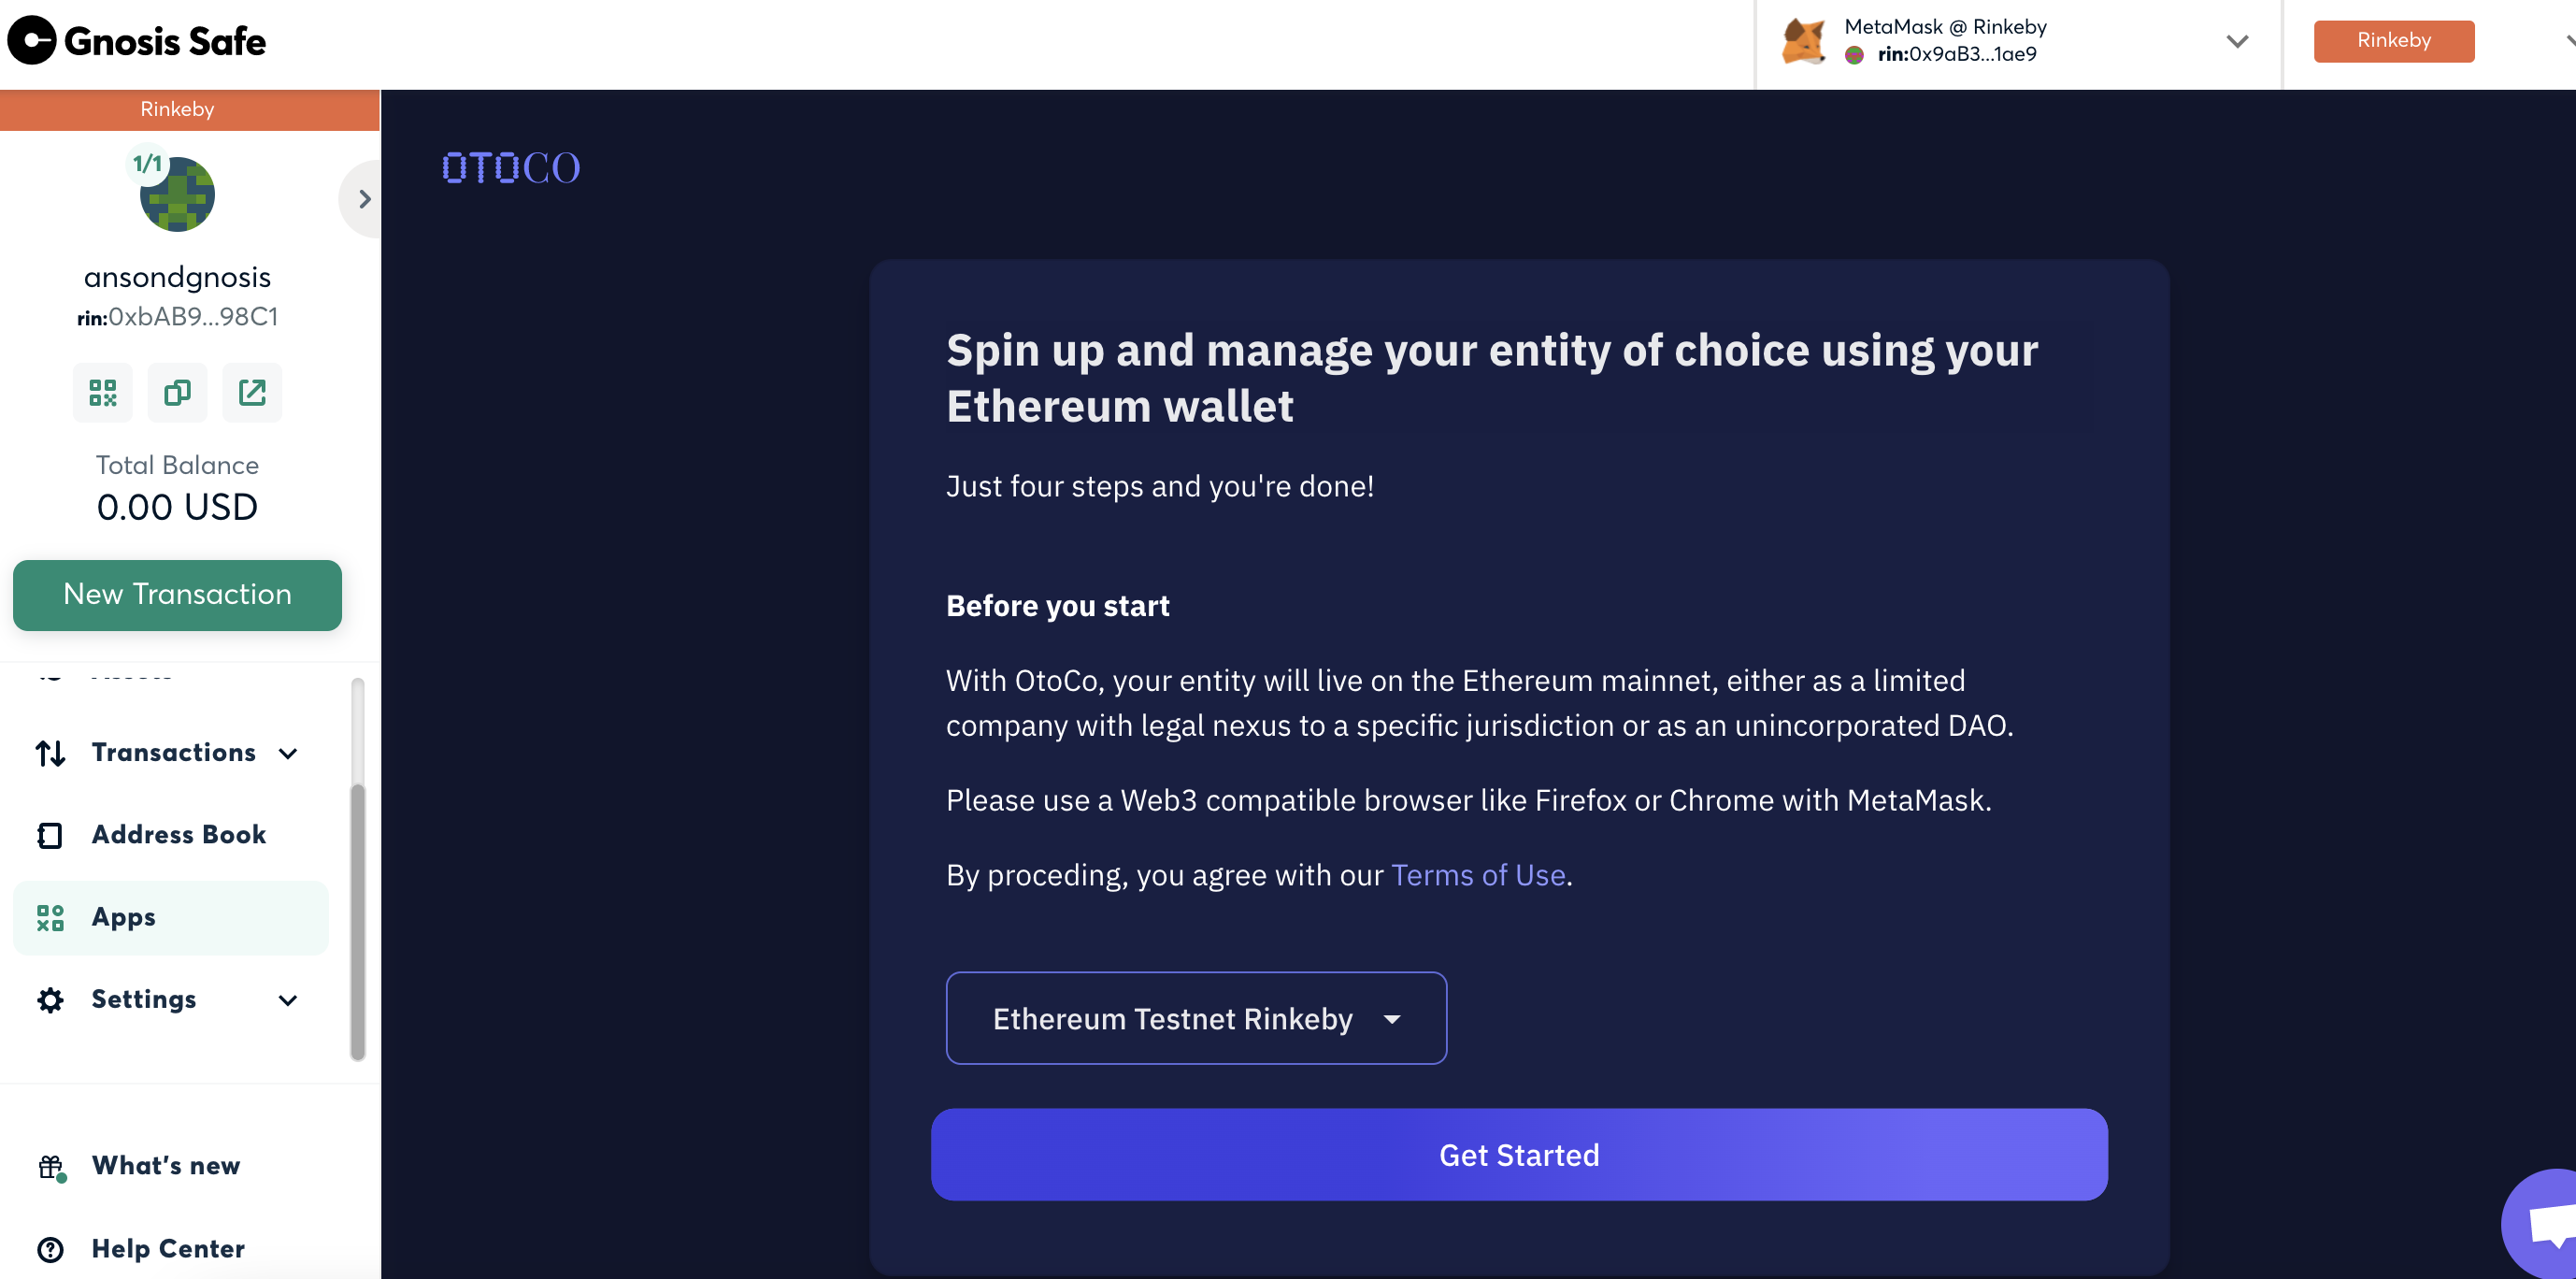 Gnosis Safe
MetaMask @ Rinkeby
rin:0x9aB3...1ae9
Rinkeby
Rinkeby
1/1
ansondgnosis
rin:0xbAB9...98C1
Total Balance
0.00 USD
New Transaction
Assets
Transactions
Address Book
Apps
Settings
What's new
Help Center
OTOCO
Spin up and manage your entity of choice using your
Ethereum wallet
Just four steps and you're done!
Before you start
With OtoCo, your entity will live on the Ethereum mainnet, either as a limited
company with legal nexus to a specific jurisdiction or as an unincorporated DAO.
Please use a Web3 compatible browser like Firefox or Chrome with MetaMask.
By proceding, you agree with our Terms of Use.
Ethereum Testnet Rinkeby
Get Started